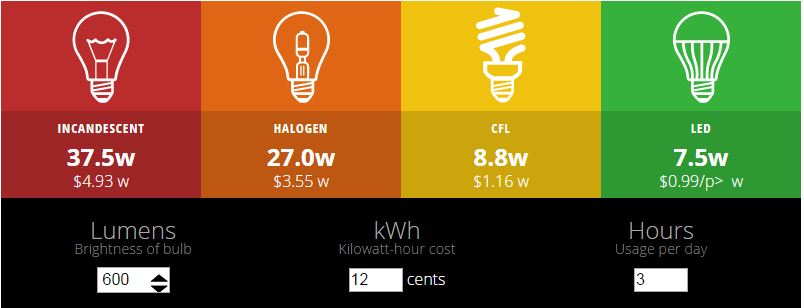 INCANDESCENT
37.5w
$4.93 w
HALOGEN
27.0w
$3.55 w
CFL
8.8w
$1.16 w
LED
7.5w
$0.99/p> w
Lumens
Brightness of bulb
600
kWh
Kilowatt-hour cost
12 cents
Hours
Usage per day
3